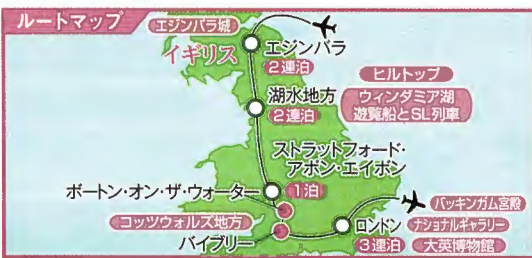 ルートマップ
エジンバラ城
イギリス
エジンバラ
2連泊
ヒルトップ
湖水地方
2連泊
ウィンダミア湖
遊覧船とSL列車
ストラットフォード・
アポン・エイボン
1泊
ボートン・オン・ザ・ウォーター
コッツウォルズ地方
バイブリー
ロンドン
3連泊
バッキンガム宮殿
ナショナルギャラリー
大英博物館